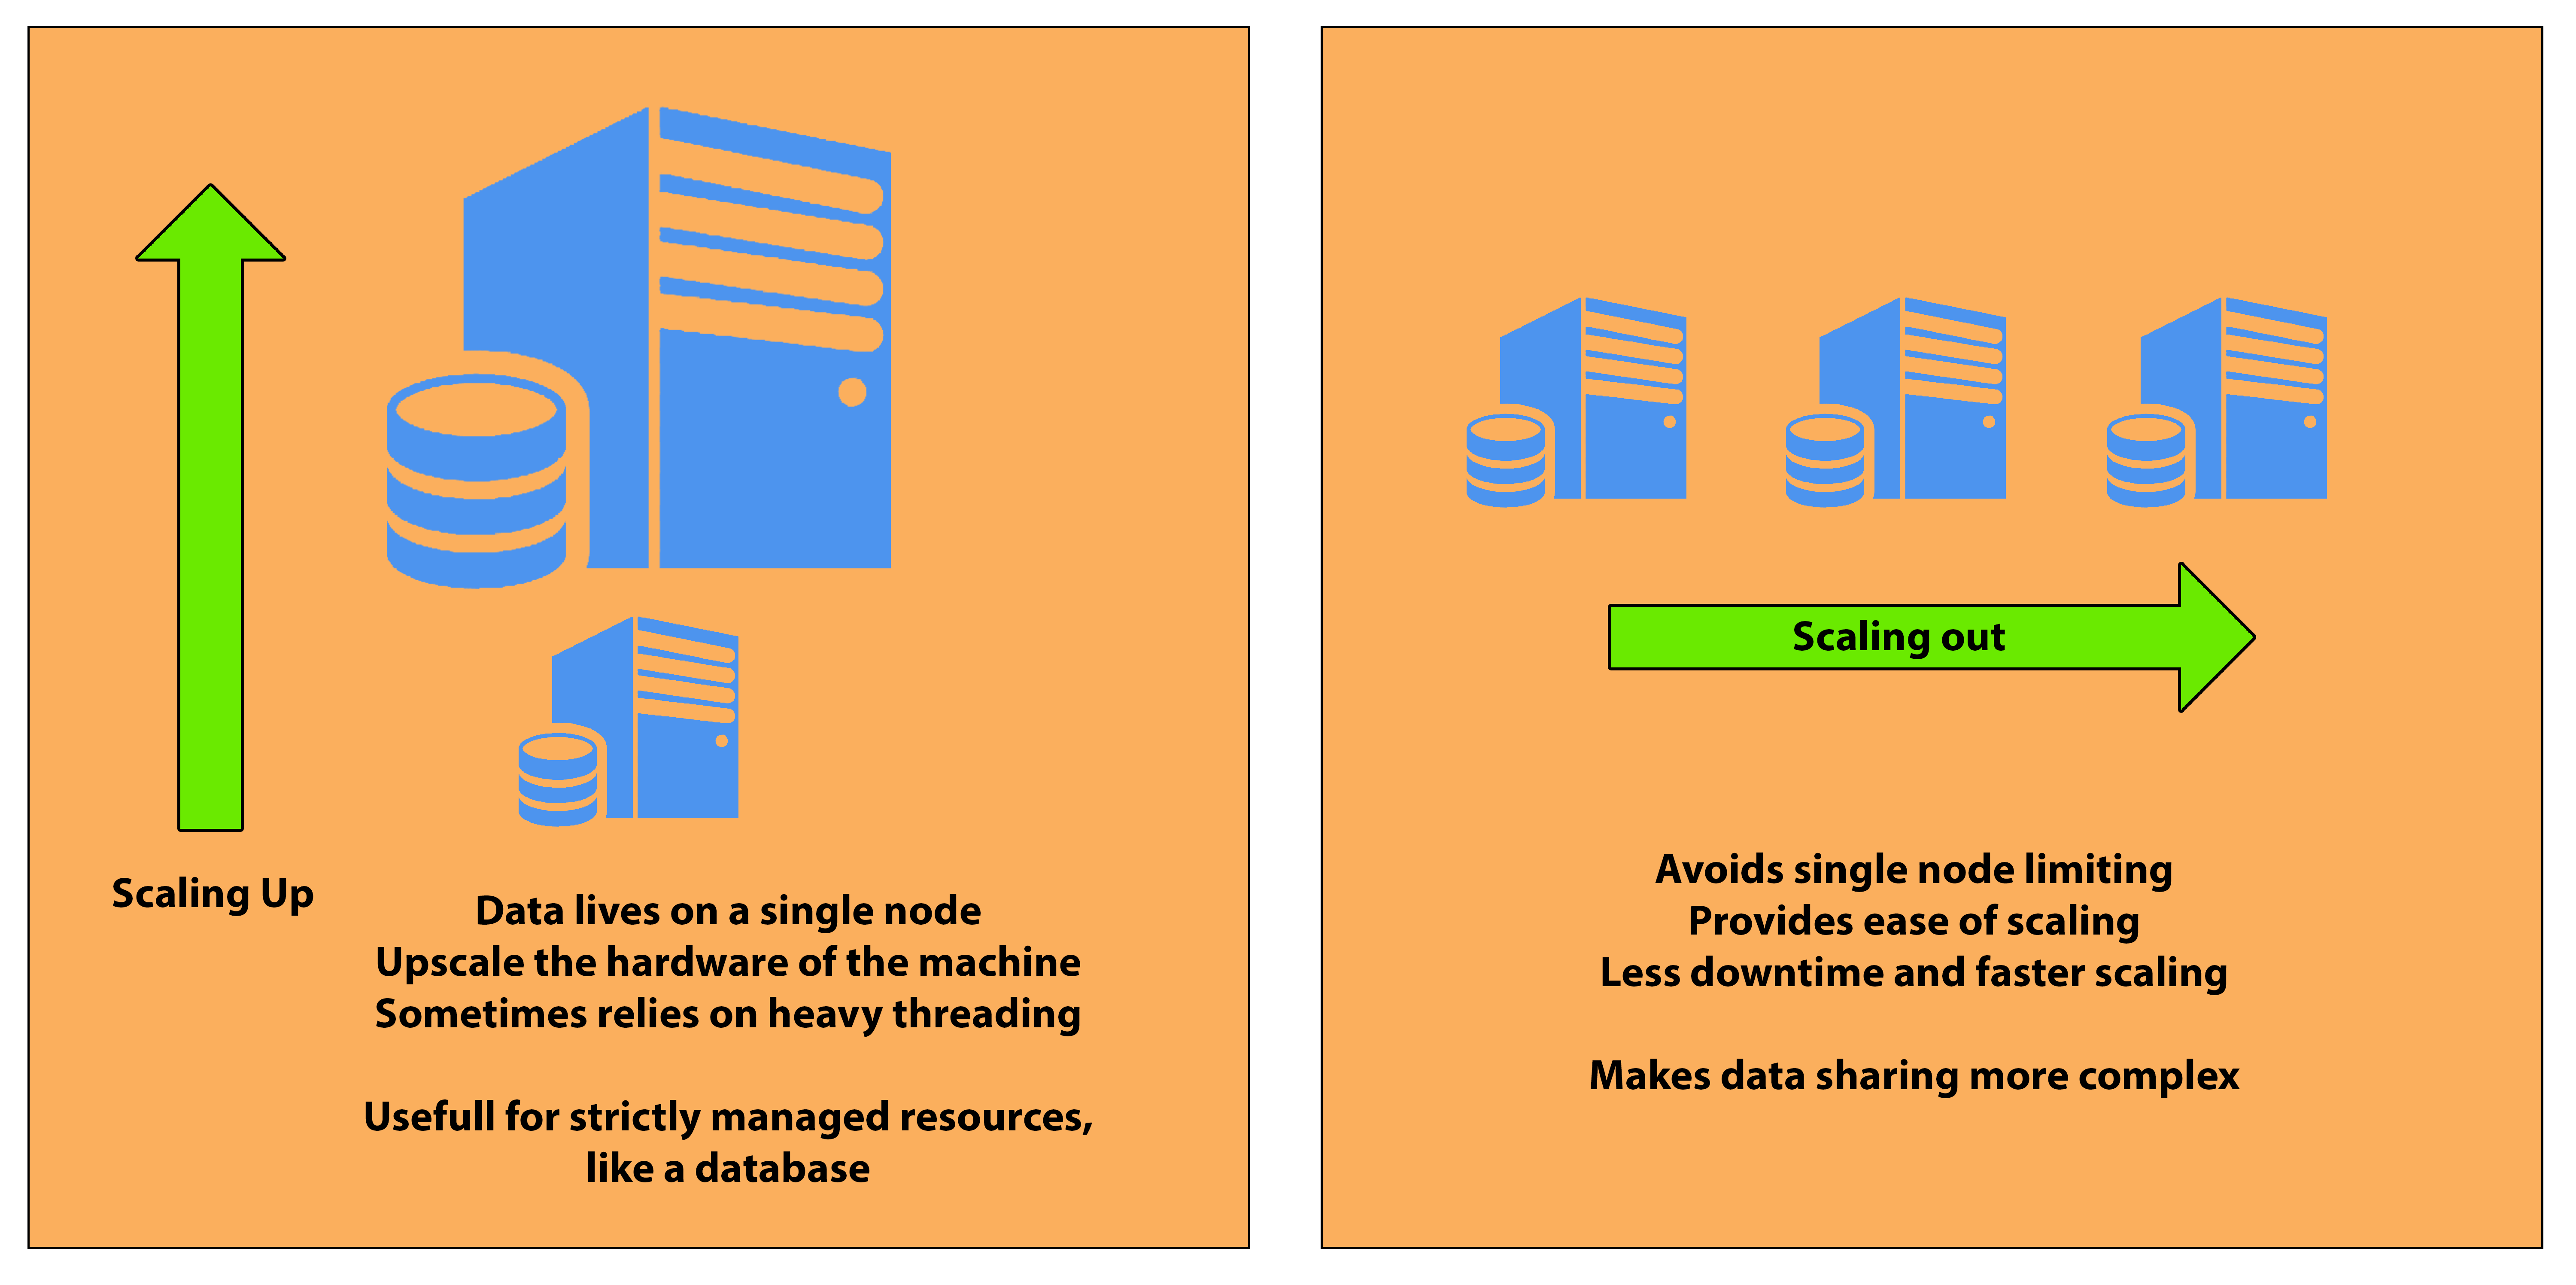 Scaling Up
Data lives on a single node
Upscale the hardware of the machine
Sometimes relies on heavy threading
Usefull for strictly managed resources,
like a database
Scaling out
Avoids single node limiting
Provides ease of scaling
Less downtime and faster scaling
Makes data sharing more complex